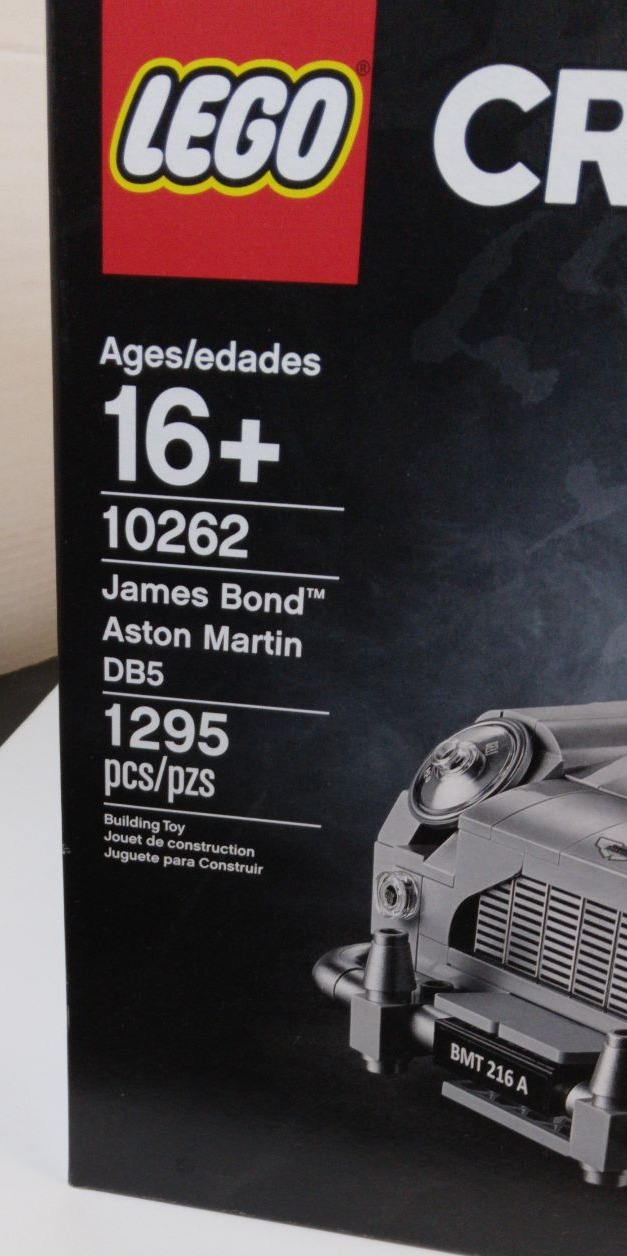 LEGO®
CR
Ages/edades
16+
10262
James Bond™
Aston Martin
DB5
1295
pcs/pzs
Building Toy
Jouet de construction
Juguete para Construir
BMT 216 A